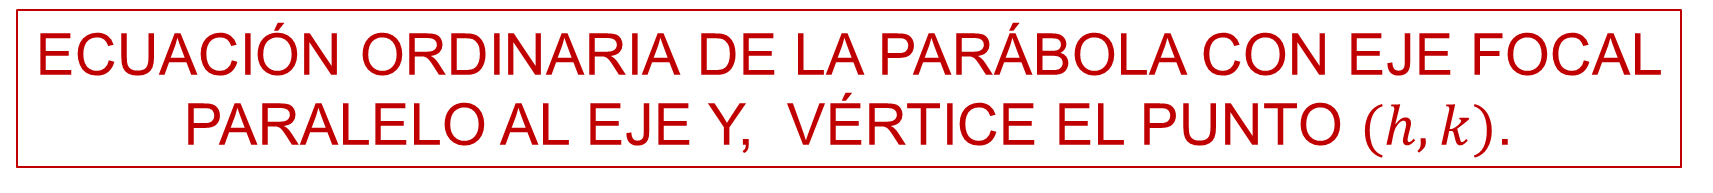 ECUACIÓN ORDINARIA DE LA PARÁBOLA CON EJE FOCAL
PARALELO AL EJE Y, VÉRTICE EL PUNTO (h, k).